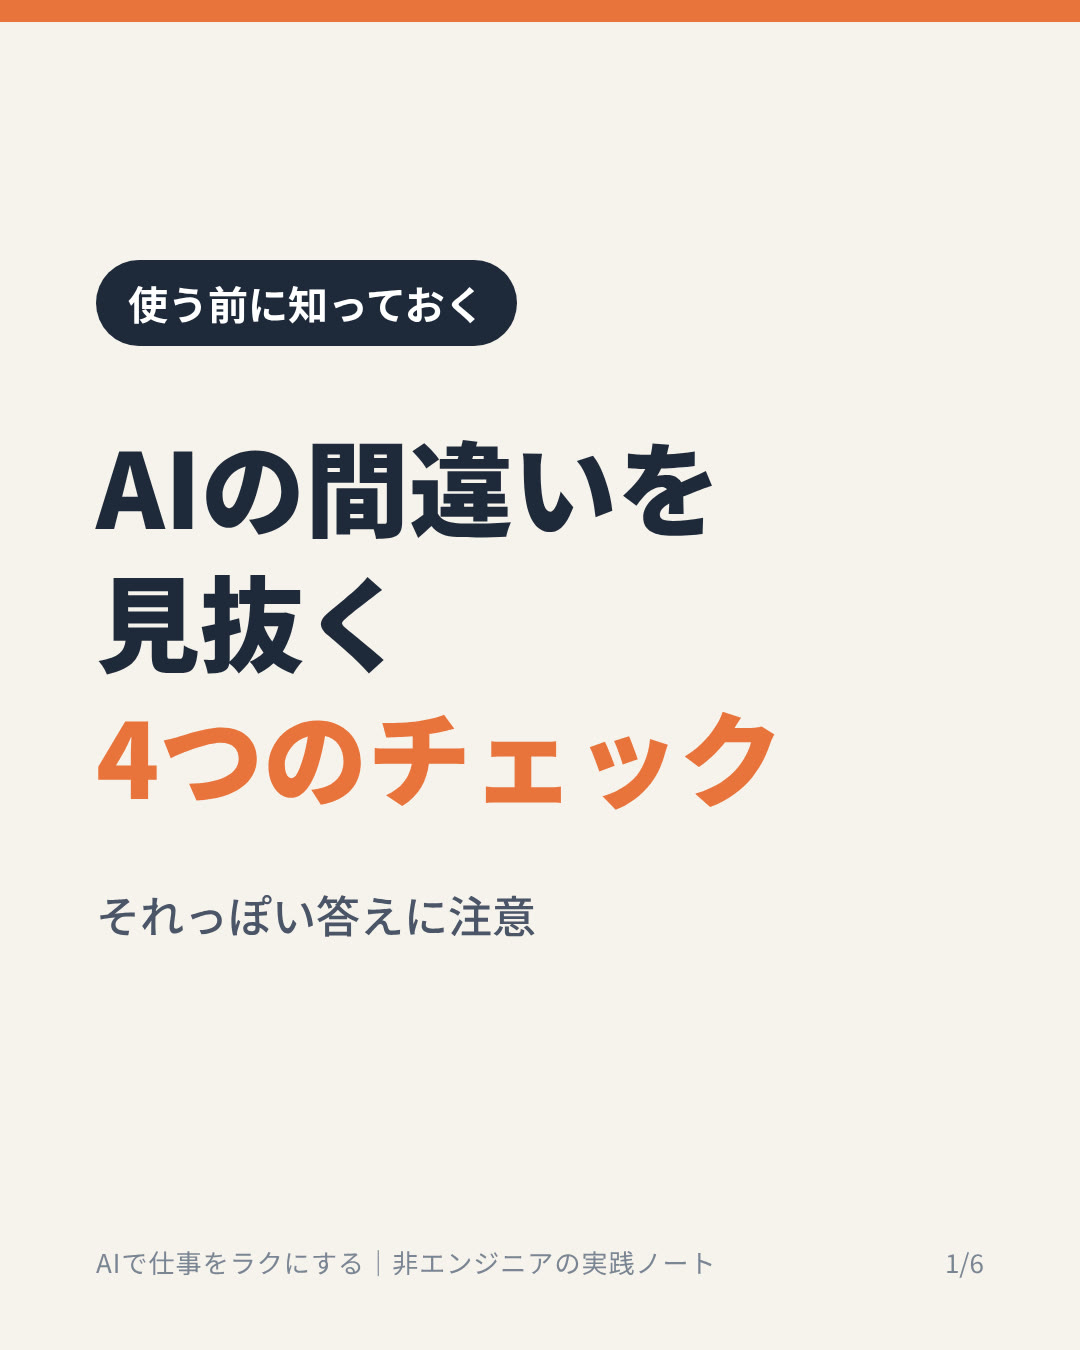 使う前に知っておく
AIの間違いを
見抜く
4つのチェック
それっぽい答えに注意
AIで仕事をラクにする｜非エンジニアの実践ノート
1/6